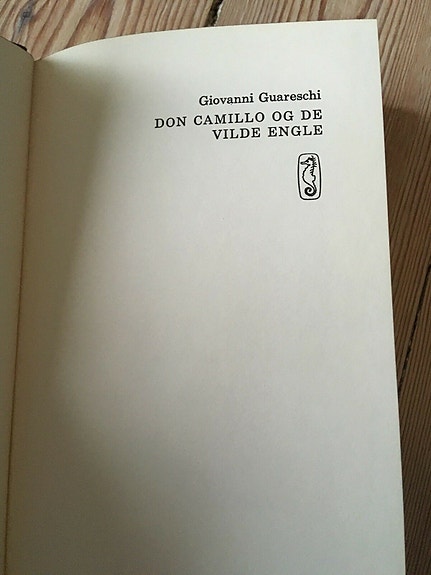 Giovanni Guareschi
DON CAMILLO OG DE
VILDE ENGLE